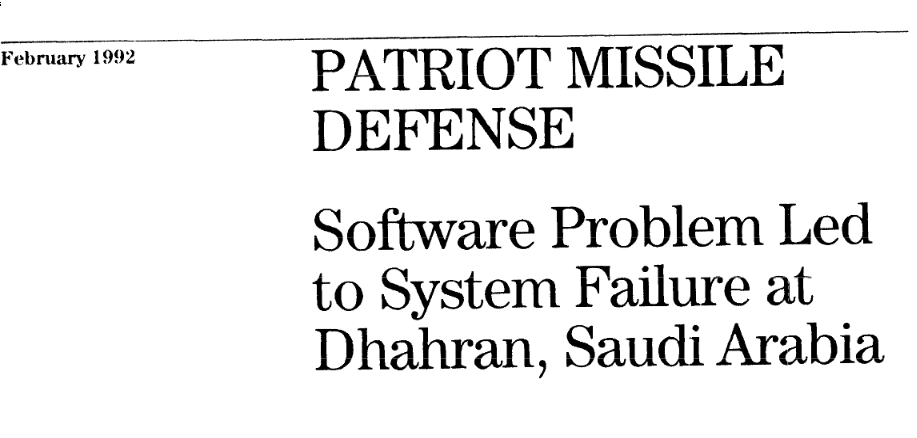 February 1992
PATRIOT MISSILE
DEFENSE
Software Problem Led
to System Failure at
Dhahran, Saudi Arabia